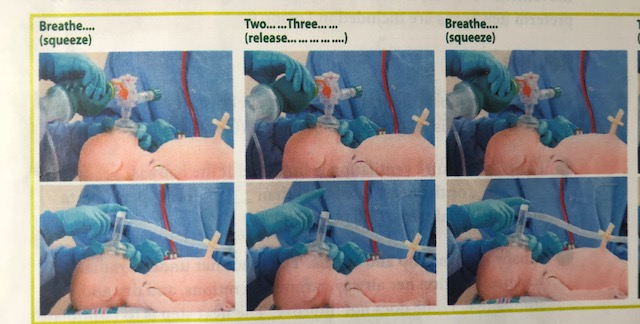 Breathe....
(squeeze)
Two......Three......
(release... ... ... ....)
Breathe....
(squeeze)